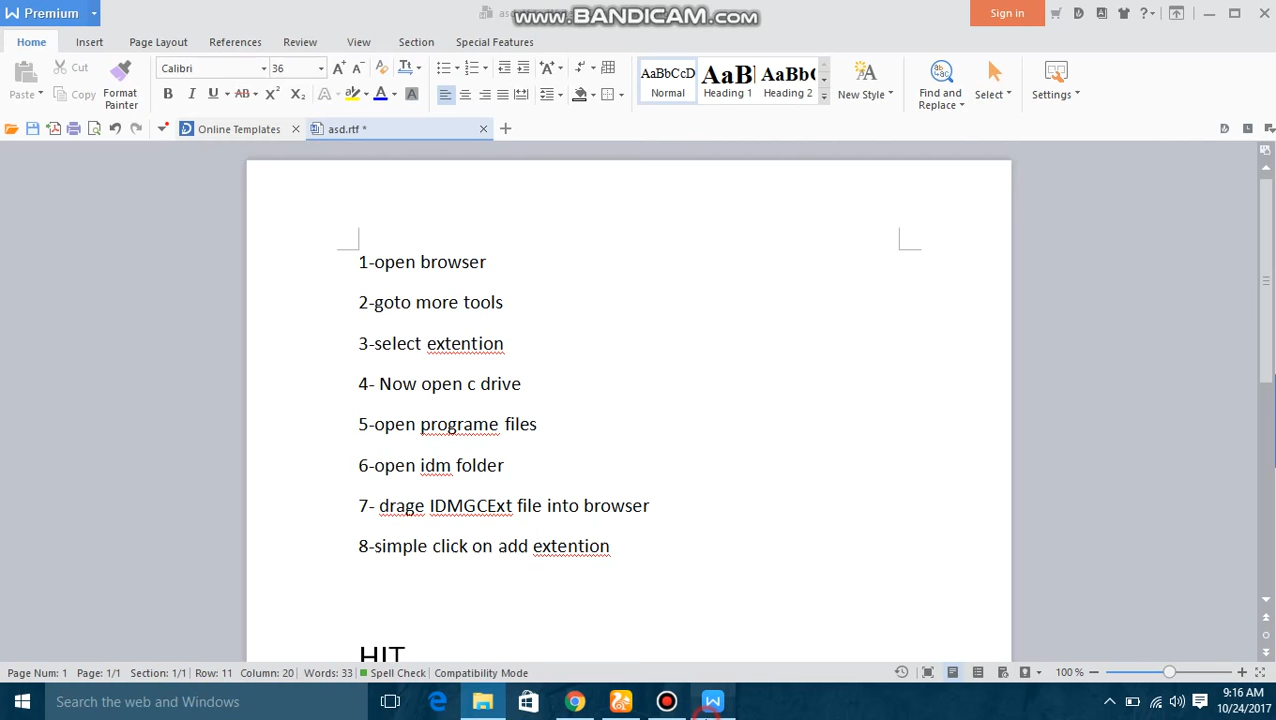 Premium
asd.
www.BANDICAM.com
Sign in
Home Insert Page Layout References Review View Section Special Features
Paste Cut Copy Format Painter
Calibri 36
AaBbCcD AaB AaBb(
Normal Heading 1 Heading 2
New Style Find and Replace Select Settings
Online Templates asd.rtf *
1-open browser
2-goto more tools
3-select extention
4- Now open c drive
5-open programe files
6-open idm folder
7- drage IDMGCExt file into browser
8-simple click on add extention
HIT
Page Num: 1 Page: 1/1 Section: 1/1 Row: 11 Column: 20 Words: 33 Spell Check Compatibility Mode 100 %
Search the web and Windows
9:16 AM
10/24/2017